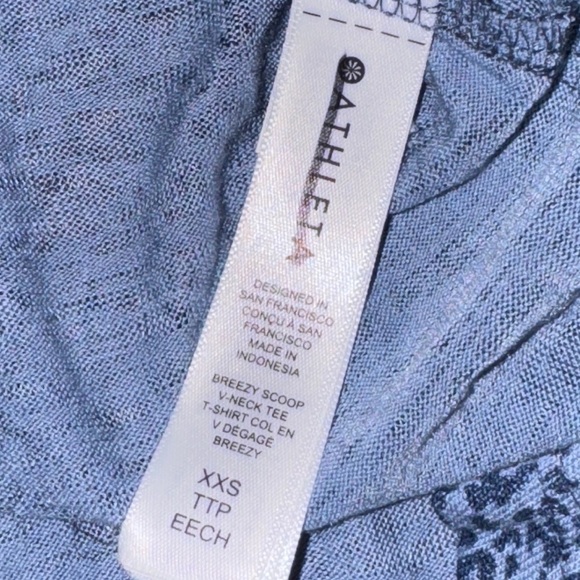 ATHLETA
DESIGNED IN
SAN FRANCISCO
CONÇU À SAN
FRANCISCO
MADE IN
INDONESIA
BREEZY SCOOP
V-NECK TEE
T-SHIRT COL EN
V DÉGAGÉ
BREEZY
XXS
TTP
EECH